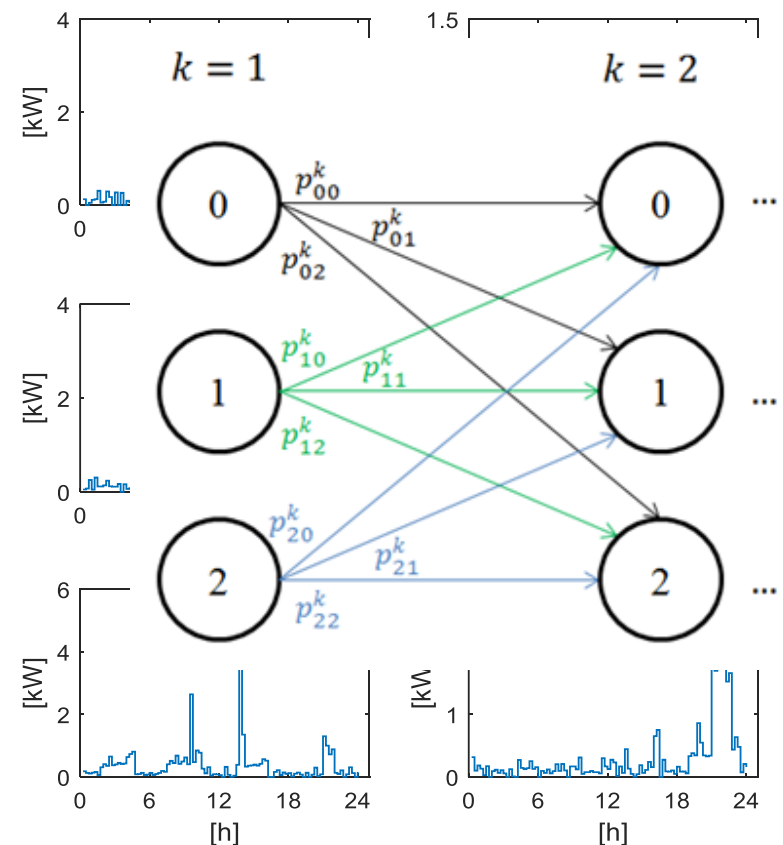 4 1.5
k = 1 k = 2
[kW] 2
p^k_00
0 0 0 ...
p^k_01
0
p^k_02
4
p^k_10
p^k_11
[kW] 2 1 1 ...
p^k_12
0
0
p^k_20
p^k_21
6 2 2 ...
p^k_22
4
[kW] [kW
2 1
0 0
0 6 12 18 24 0 6 12 18 24
[h] [h]